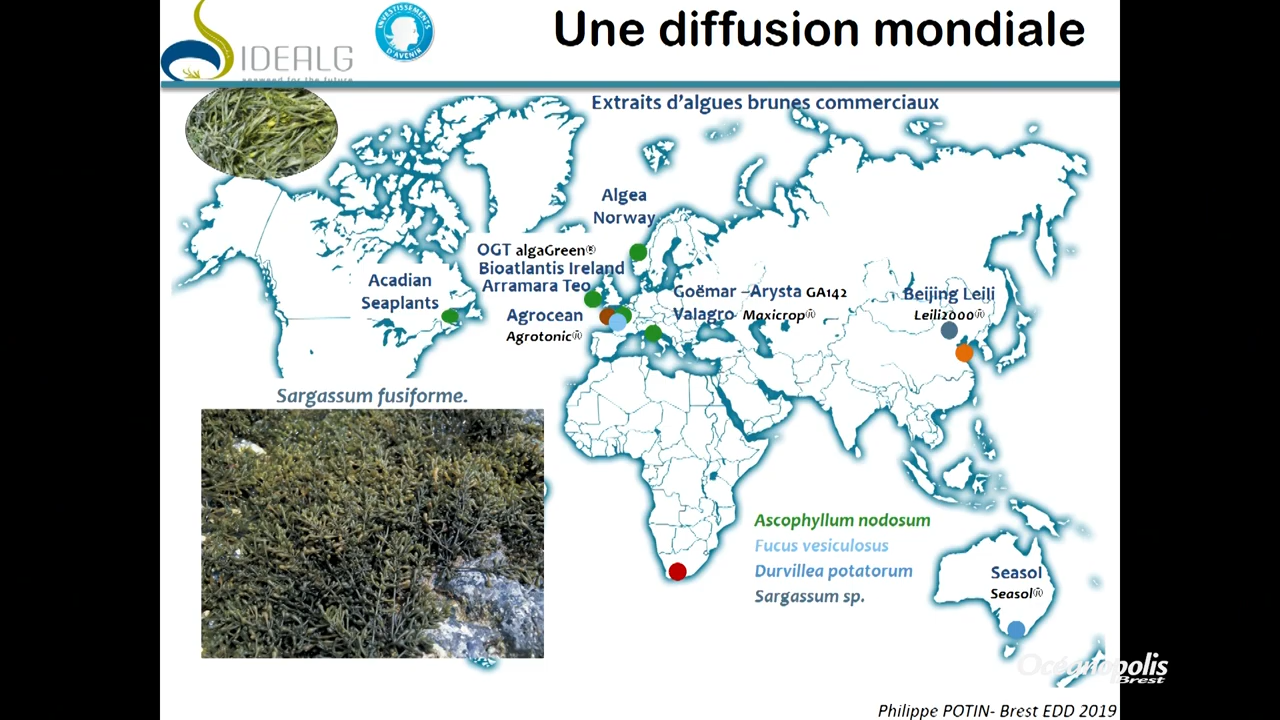 Une diffusion mondiale
INVESTISSEMENTS
D'AVENIR
IDEALG
seaweed for the future
Extraits d'algues brunes commerciaux
Algea
Norway
OGT algaGreen®
Bioatlantis Ireland
Arramara Teo
Acadian
Seaplants
Goëmar –Arysta GA142
Valagro Maxicrop®
Agrocean
Agrotonic®
Beijing Leili
Leili2000®
Sargassum fusiforme.
Ascophyllum nodosum
Fucus vesiculosus
Durvillea potatorum
Sargassum sp.
Seasol
Seasol®
Océanopolis
Brest
Philippe POTIN- Brest EDD 2019